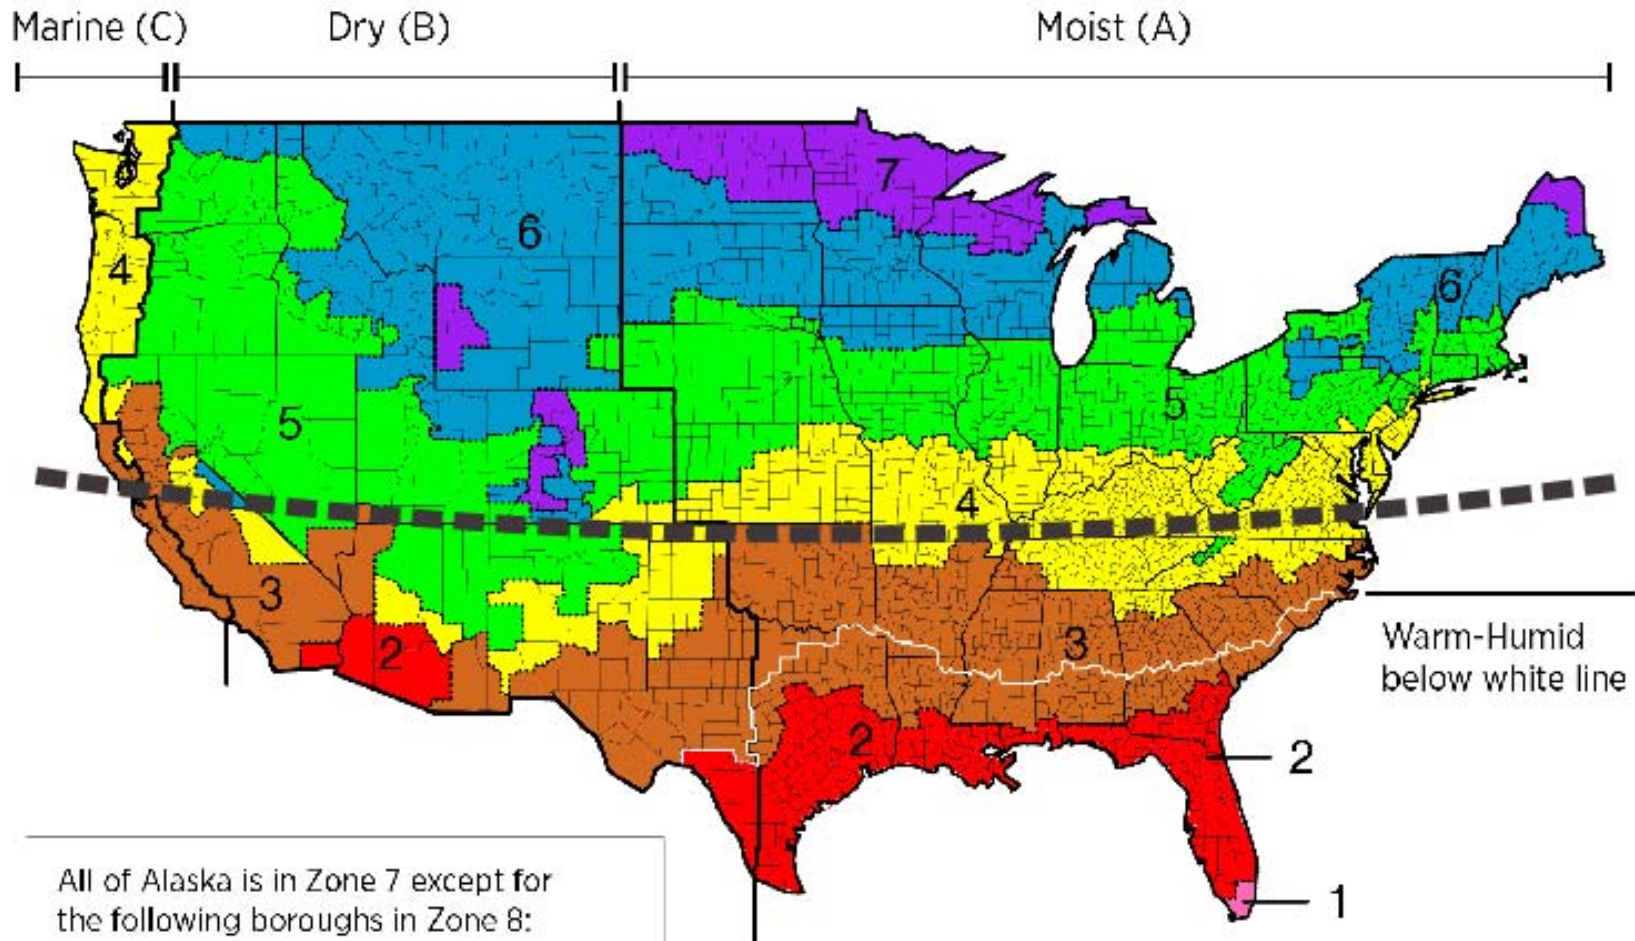 Marine (C)
Dry (B)
Moist (A)
7
6
4
6
5
5
4
3
3
2
2
Warm-Humid
below white line
2
1
All of Alaska is in Zone 7 except for
the following boroughs in Zone 8: